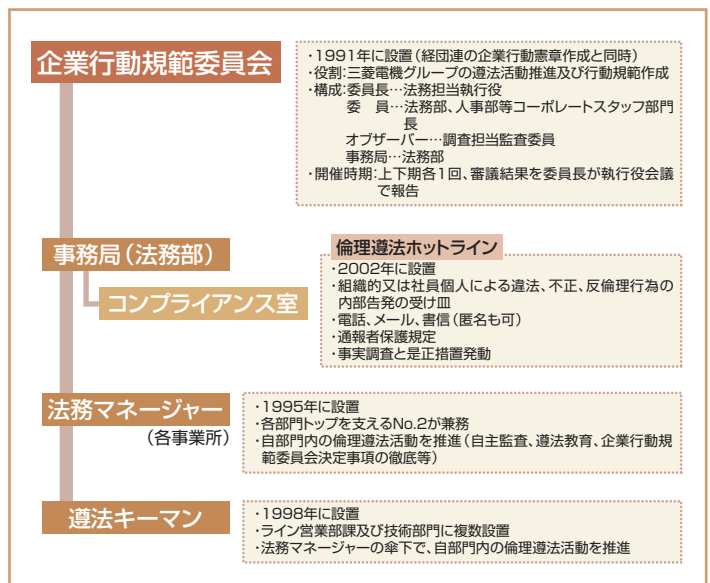 企業行動規範委員会
・1991年に設置(経団連の企業行動憲章作成と同時)
・役割:三菱電機グループの遵法活動推進及び行動規範作成
・構成:委員長…法務担当執行役
委　員…法務部、人事部等コーポレートスタッフ部門
長
オブザーバー…調査担当監査委員
事務局…法務部
・開催時期:上下期各1回、審議結果を委員長が執行役会議
で報告
事務局(法務部)
コンプライアンス室
倫理遵法ホットライン
・2002年に設置
・組織的又は社員個人による違法、不正、反倫理行為の
内部告発の受け皿
・電話、メール、書信(匿名も可)
・通報者保護規定
・事実調査と是正措置発動
法務マネージャー
(各事業所)
・1995年に設置
・各部門トップを支えるNo.2が兼務
・自部門内の倫理遵法活動を推進(自主監査、遵法教育、企業行動規
範委員会決定事項の徹底等)
遵法キーマン
・1998年に設置
・ライン営業部課及び技術部門に複数設置
・法務マネージャーの傘下で、自部門内の倫理遵法活動を推進